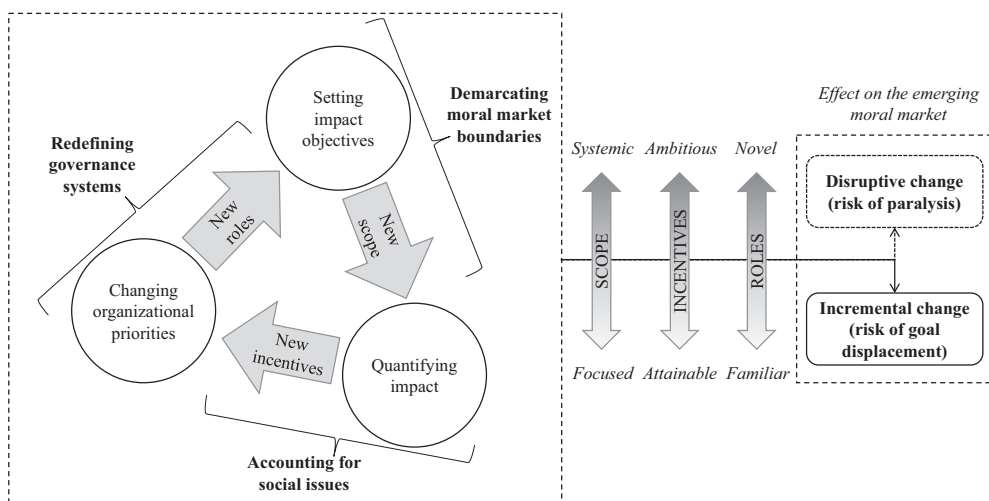 Redefining
governance
systems
Setting
impact
objectives
Demarcating
moral market
boundaries
New
roles
New
scope
Changing
organizational
priorities
New
incentives
Quantifying
impact
Accounting for
social issues
Systemic
Ambitious
Novel
SCOPE
INCENTIVES
ROLES
Focused
Attainable
Familiar
Effect on the emerging
moral market
Disruptive change
(risk of paralysis)
Incremental change
(risk of goal
displacement)